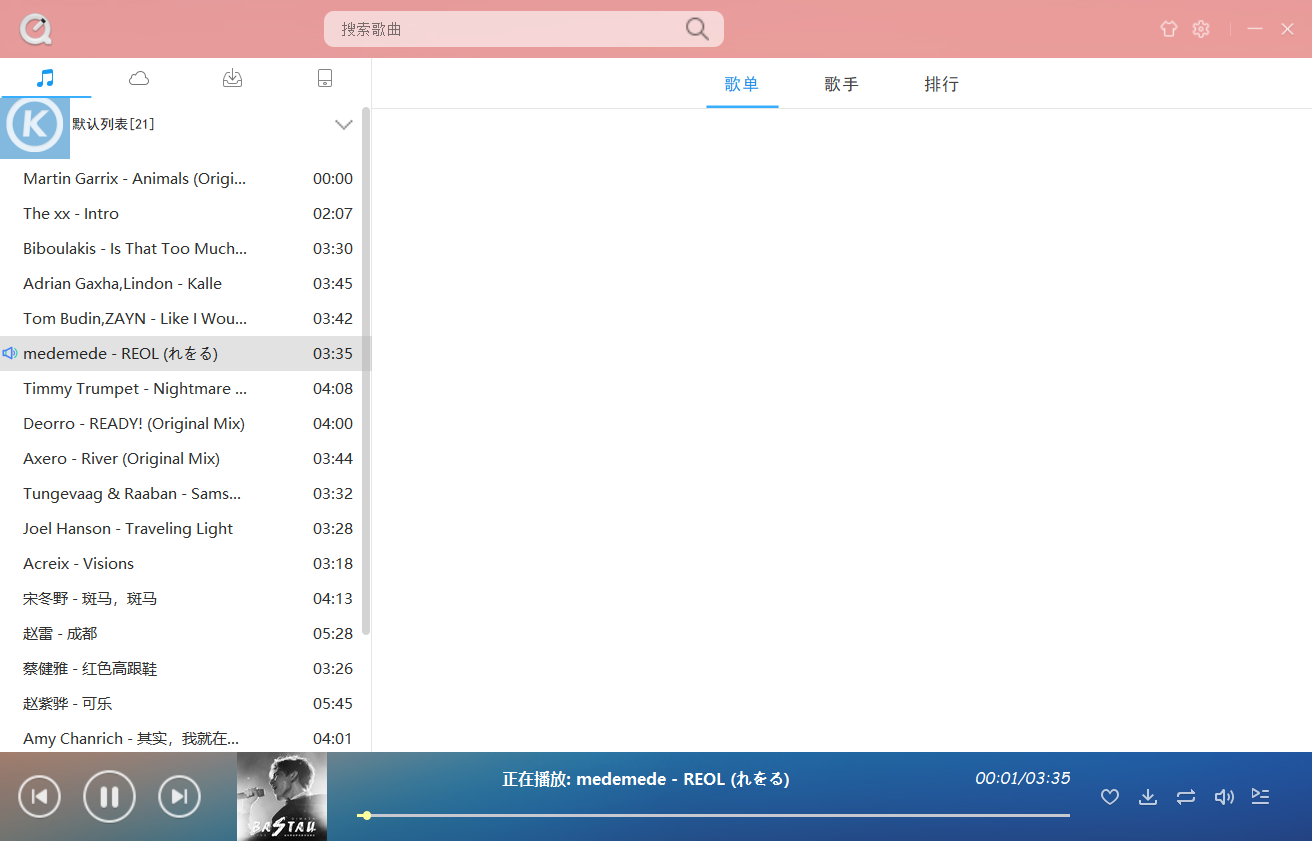 搜索歌曲
歌单 歌手 排行
K
默认列表[21]
Martin Garrix - Animals (Origi... 00:00
The xx - Intro 02:07
Biboulakis - Is That Too Much... 03:30
Adrian Gaxha,Lindon - Kalle 03:45
Tom Budin,ZAYN - Like I Wou... 03:42
medemede - REOL (れをる) 03:35
Timmy Trumpet - Nightmare ... 04:08
Deorro - READY! (Original Mix) 04:00
Axero - River (Original Mix) 03:44
Tungevaag & Raaban - Sams... 03:32
Joel Hanson - Traveling Light 03:28
Acreix - Visions 03:18
宋冬野 - 斑马，斑马 04:13
赵雷 - 成都 05:28
蔡健雅 - 红色高跟鞋 03:26
赵紫骅 - 可乐 05:45
Amy Chanrich - 其实，我就在... 04:01
正在播放: medemede - REOL (れをる) 00:01/03:35
BASTAU